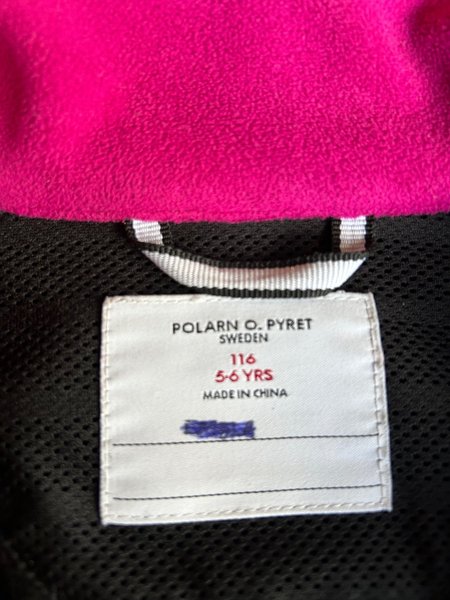 POLARN O. PYRET
SWEDEN
116
5-6 YRS
MADE IN CHINA